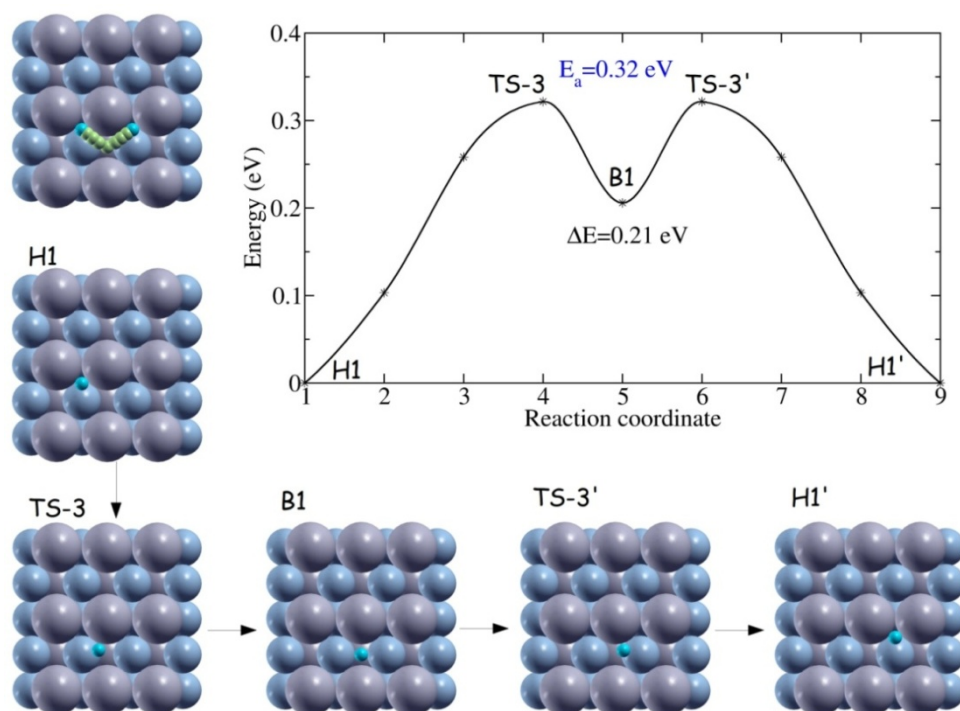 0.4
TS-3
Eₐ=0.32 eV
TS-3'
0.3
Energy (eV)
0.2
B1
ΔE=0.21 eV
0.1
H1
H1'
0
1 2 3 4 5 6 7 8 9
Reaction coordinate
H1
TS-3
B1
TS-3'
H1'